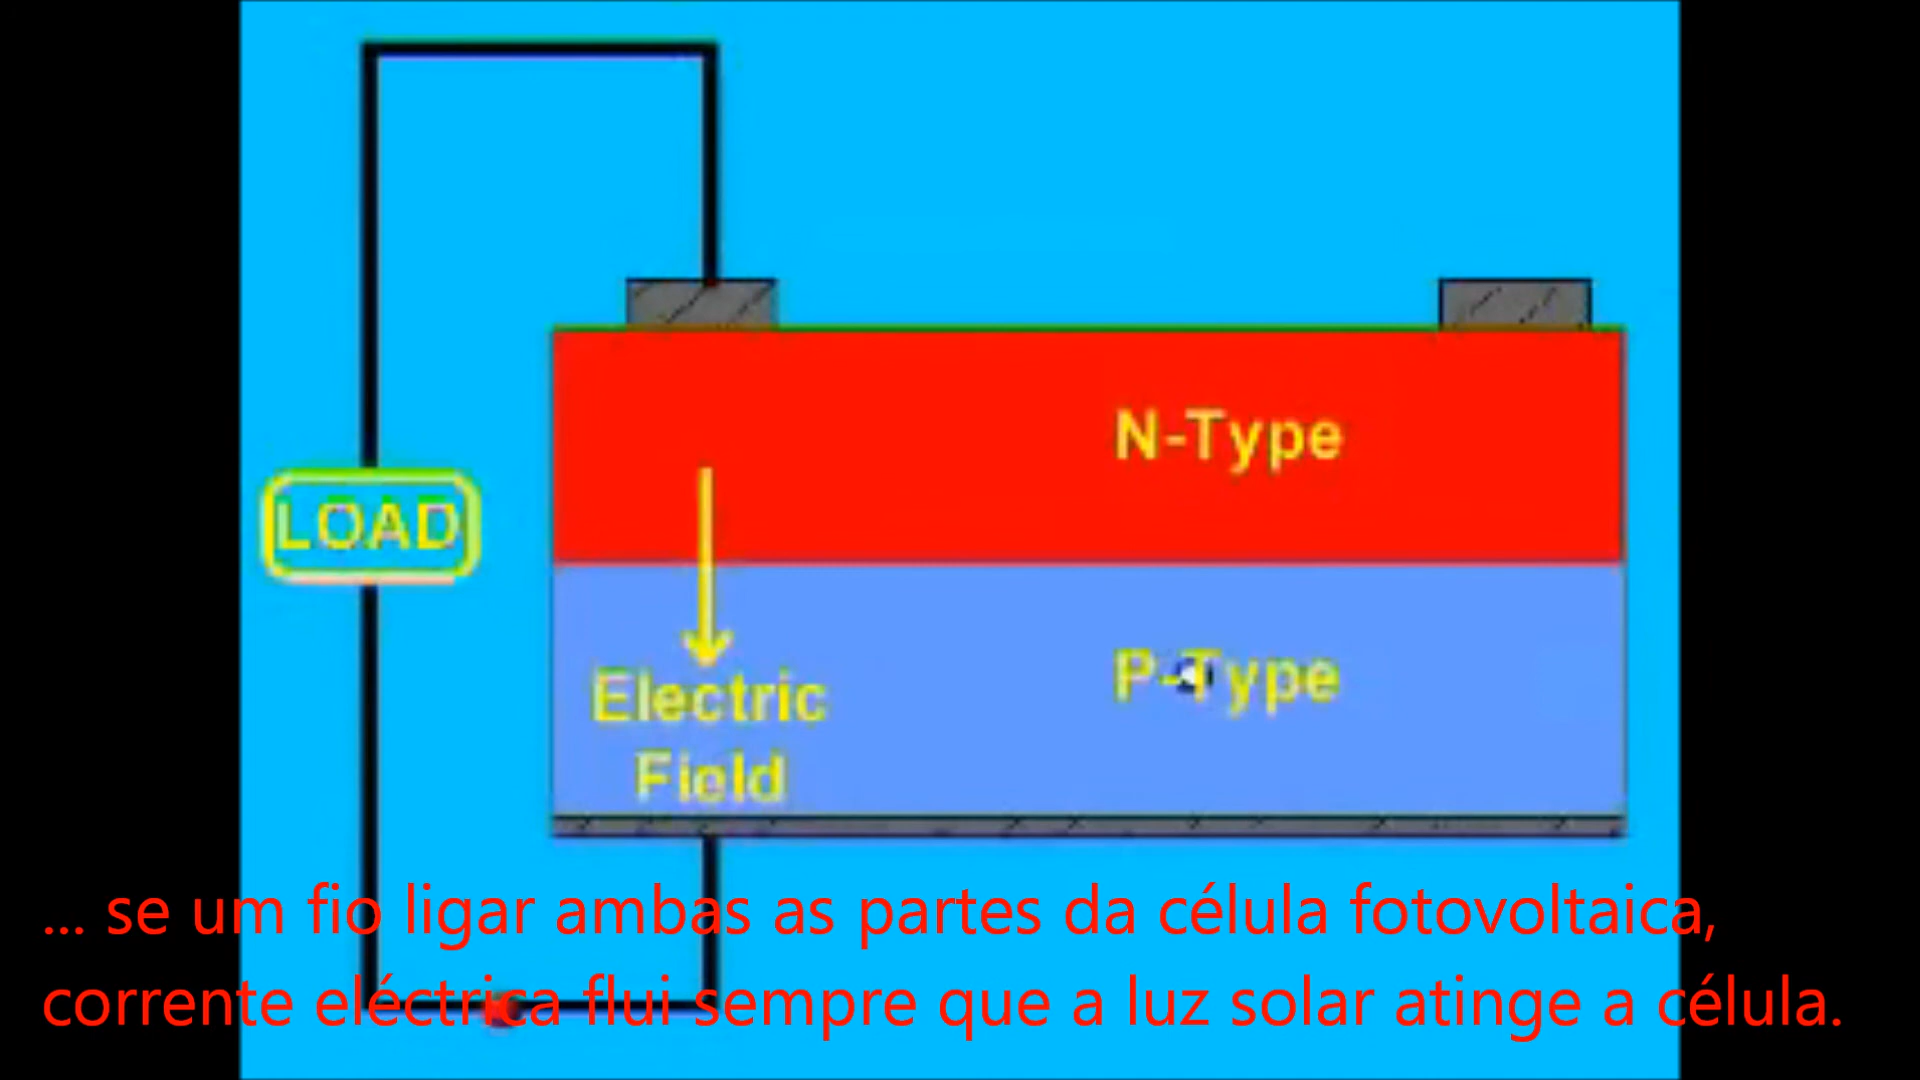 N-Type
LOAD
P-Type
Electric
Field
... se um fio ligar ambas as partes da célula fotovoltaica,
corrente eléctrica flui sempre que a luz solar atinge a célula.